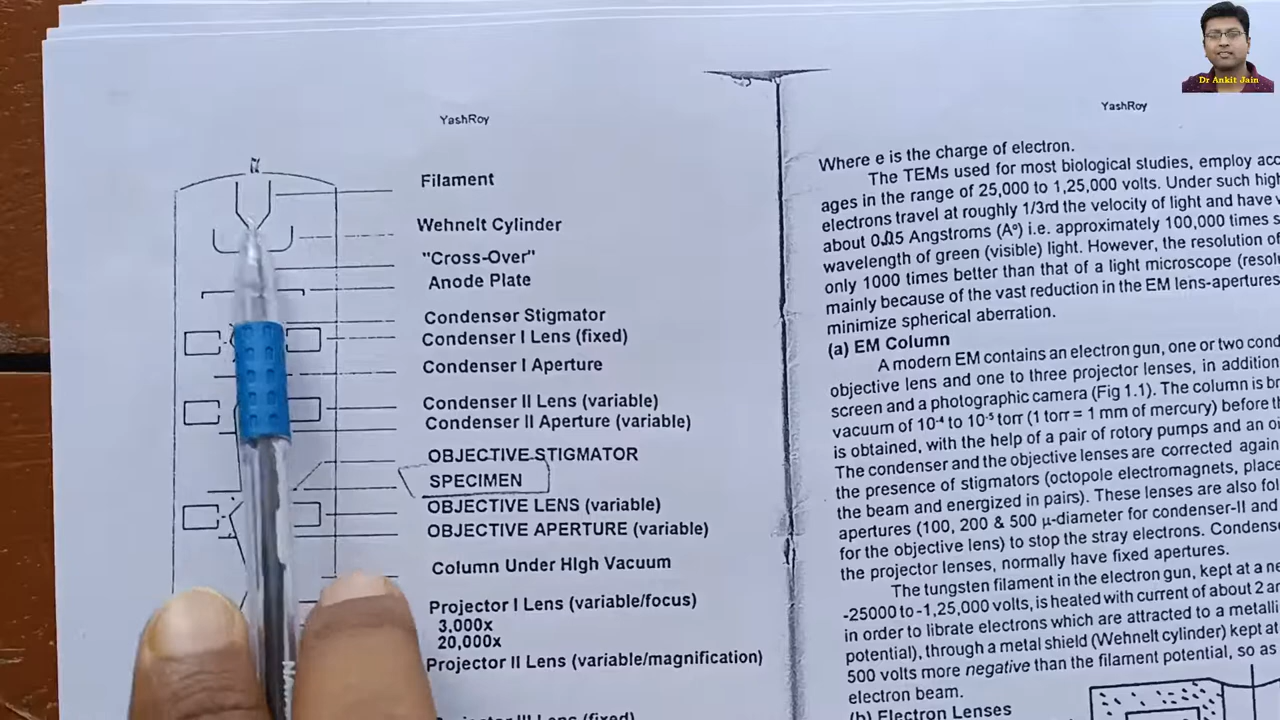 Dr Ankit Jain
YashRoy
Filament
Wehnelt Cylinder
"Cross-Over"
Anode Plate
Condenser Stigmator
Condenser I Lens (fixed)
Condenser I Aperture
Condenser II Lens (variable)
Condenser II Aperture (variable)
OBJECTIVE STIGMATOR
SPECIMEN
OBJECTIVE LENS (variable)
OBJECTIVE APERTURE (variable)
Column Under HIgh Vacuum
Projector I Lens (variable/focus)
3,000x
20,000x
Projector II Lens (variable/magnification)
Projector III Lens (fixed)
YashRoy
Where e is the charge of electron.
The TEMs used for most biological studies, employ
ages in the range of 25,000 to 1,25,000 volts. Under such
electrons travel at roughly 1/3rd the velocity of light and have
about 0.05 Angstroms (A°) i.e. approximately 100,000 times
wavelength of green (visible) light. However, the resolution of
only 1000 times better than that of a light microscope
mainly because of the vast reduction in the EM lens-apertures
minimize spherical aberration.
(a) EM Column
A modern EM contains an electron gun, one or two
objective lens and one to three projector lenses, in addition
screen and a photographic camera (Fig 1.1). The column is
vacuum of 10⁻⁴ to 10⁻⁵ torr (1 torr = 1 mm of mercury) before
is obtained, with the help of a pair of rotory pumps and an
The condenser and the objective lenses are corrected
the presence of stigmators (octopole electromagnets,
the beam and energized in pairs). These lenses are also
apertures (100, 200 & 500 μ-diameter for condenser-II and
for the objective lens) to stop the stray electrons.
the projector lenses, normally have fixed apertures.
The tungsten filament in the electron gun, kept at a
-25000 to -1,25,000 volts, is heated with current of about 2
in order to librate electrons which are attracted to a
potential), through a metal shield (Wehnelt cylinder) kept at
500 volts more negative than the filament potential, so as
electron beam.
(b) Electron Lenses